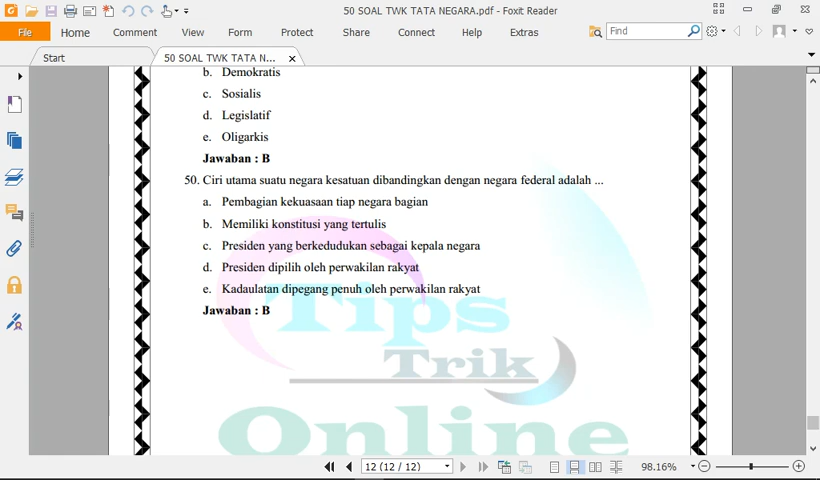 50 SOAL TWK TATA NEGARA.pdf - Foxit Reader
File Home Comment View Form Protect Share Connect Help Extras Find
Start 50 SOAL TWK TATA N...
b. Demokratis
c. Sosialis
d. Legislatif
e. Oligarkis
Jawaban : B
50. Ciri utama suatu negara kesatuan dibandingkan dengan negara federal adalah ...
a. Pembagian kekuasaan tiap negara bagian
b. Memiliki konstitusi yang tertulis
c. Presiden yang berkedudukan sebagai kepala negara
d. Presiden dipilih oleh perwakilan rakyat
e. Kadaulatan dipegang penuh oleh perwakilan rakyat
Jawaban : B
Tips
Trik
Online
12 (12 / 12) 98.16%